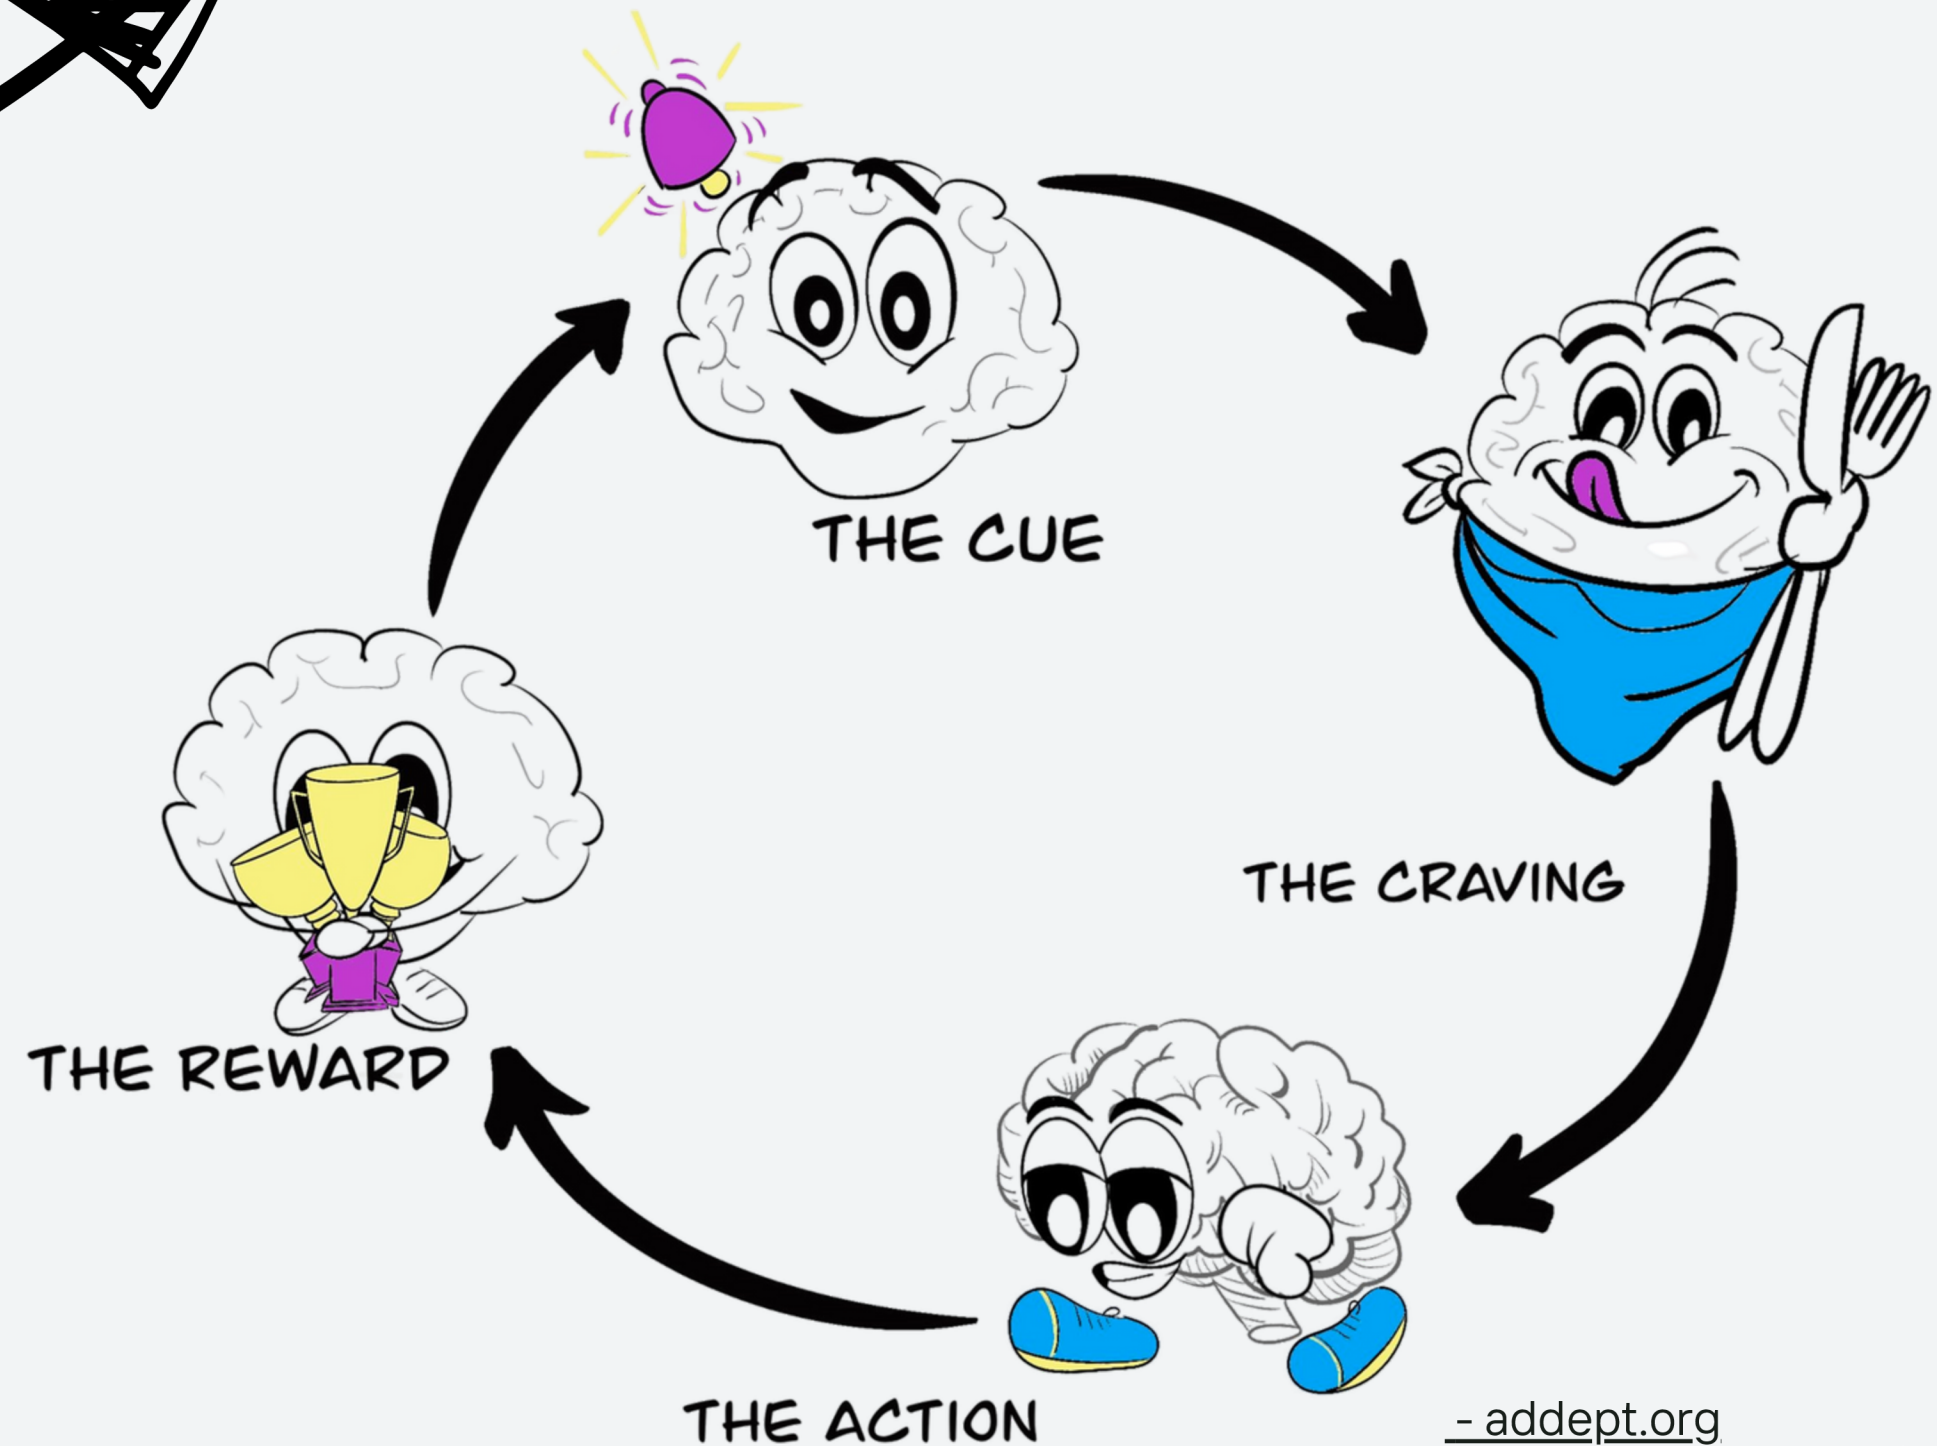 THE CUE
THE CRAVING
THE REWARD
THE ACTION
- addept.org